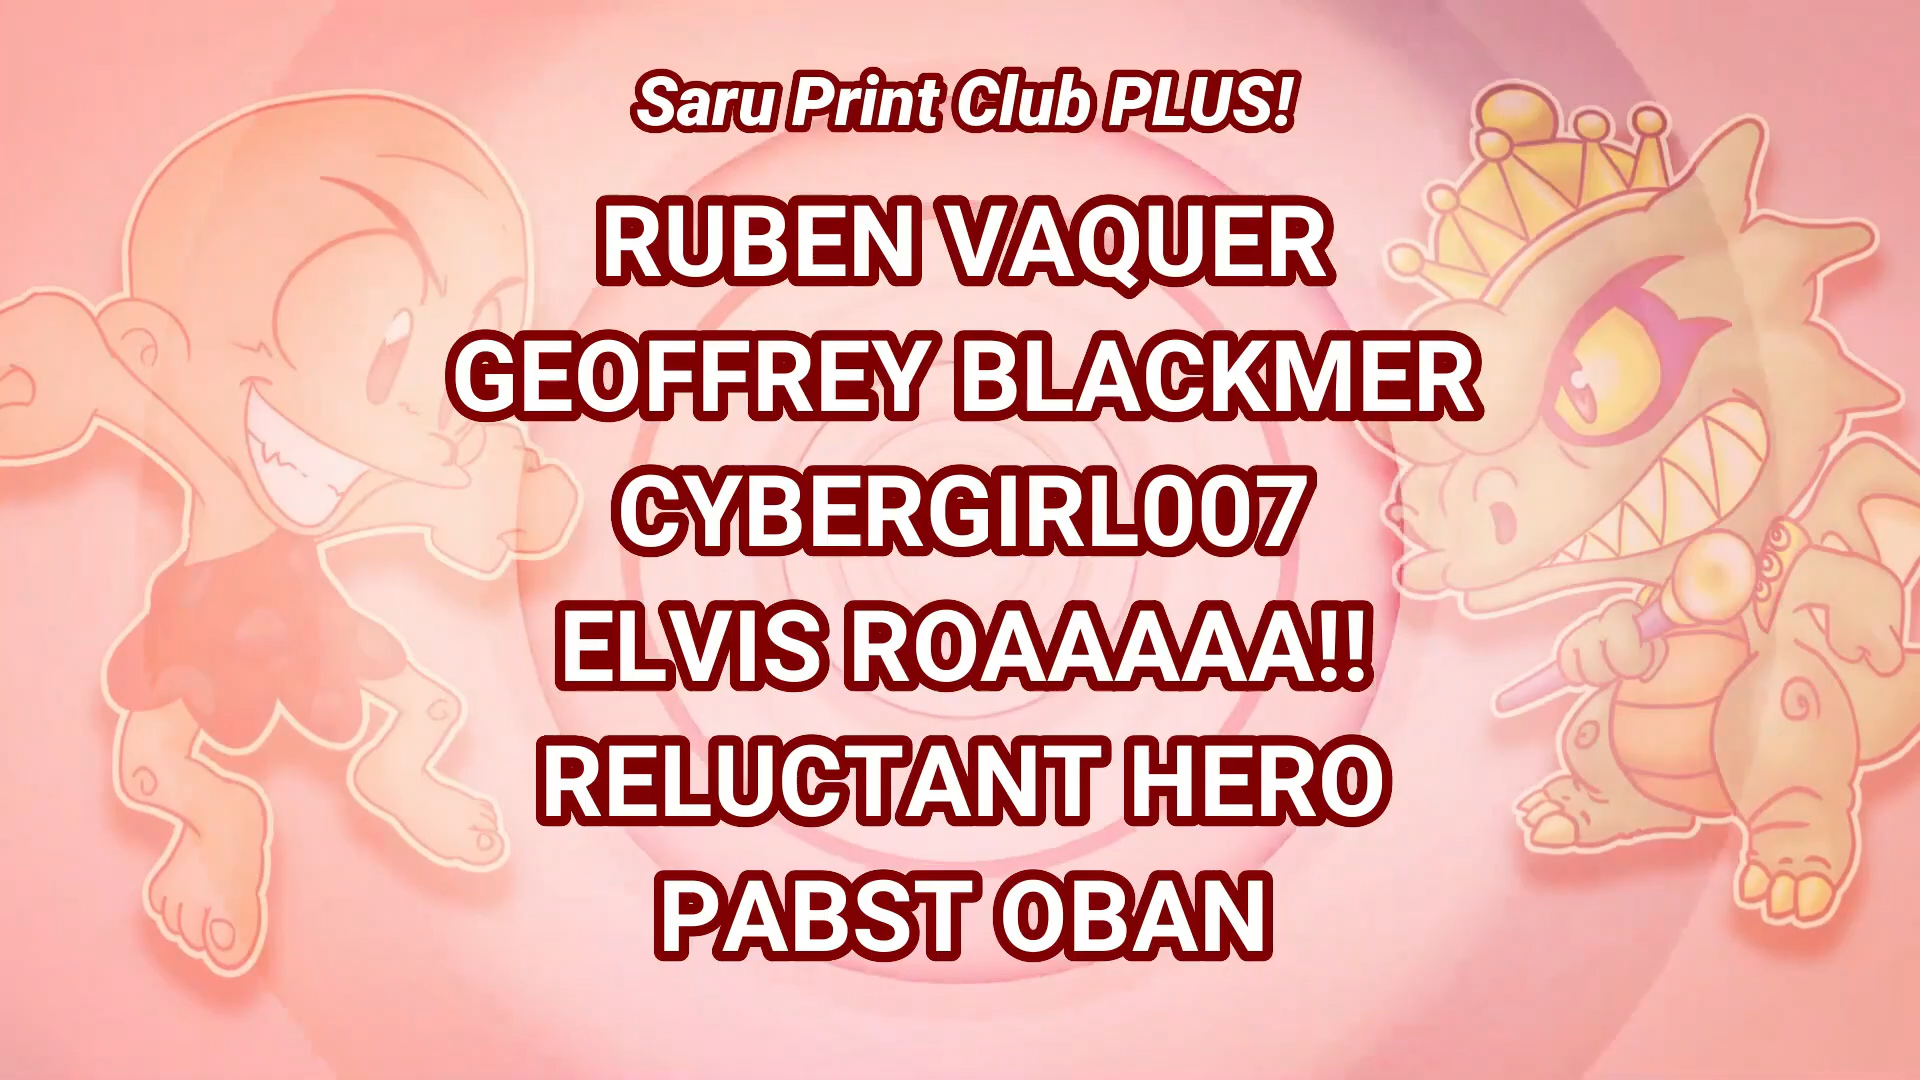 Saru Print Club PLUS!
RUBEN VAQUER
GEOFFREY BLACKMER
CYBERGIRL007
ELVIS ROAAAAA!!
RELUCTANT HERO
PABST OBAN